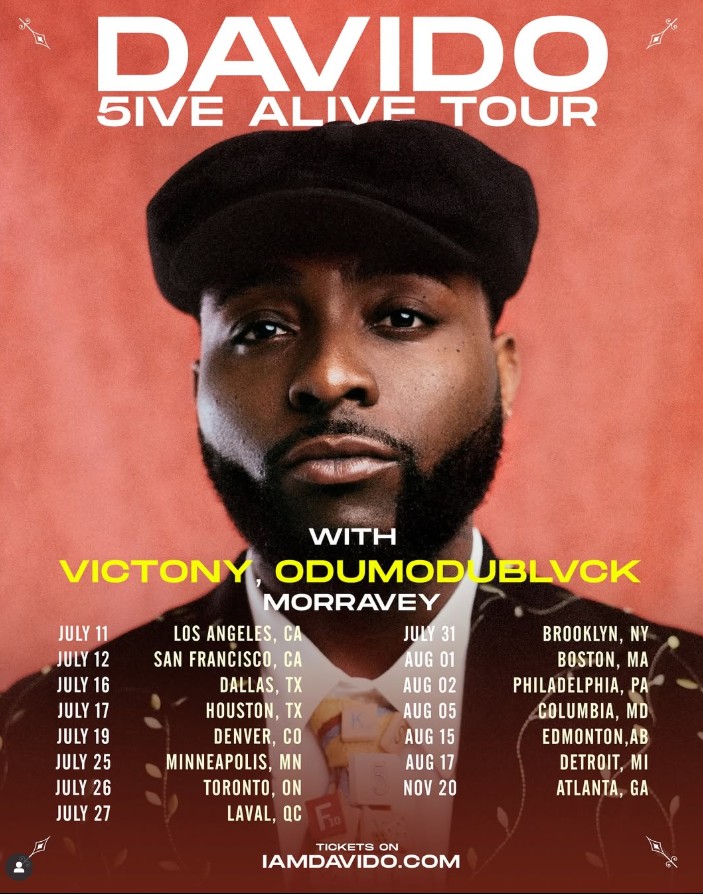 DAVIDO
5IVE ALIVE TOUR
WITH
VICTONY, ODUMODUBLVCK
MORRAVEY
JULY 11 LOS ANGELES, CA
JULY 12 SAN FRANCISCO, CA
JULY 16 DALLAS, TX
JULY 17 HOUSTON, TX
JULY 19 DENVER, CO
JULY 25 MINNEAPOLIS, MN
JULY 26 TORONTO, ON
JULY 27 LAVAL, QC
JULY 31 BROOKLYN, NY
AUG 01 BOSTON, MA
AUG 02 PHILADELPHIA, PA
AUG 05 COLUMBIA, MD
AUG 15 EDMONTON,AB
AUG 17 DETROIT, MI
NOV 20 ATLANTA, GA
K
S
F10
TICKETS ON
IAMDAVIDO.COM